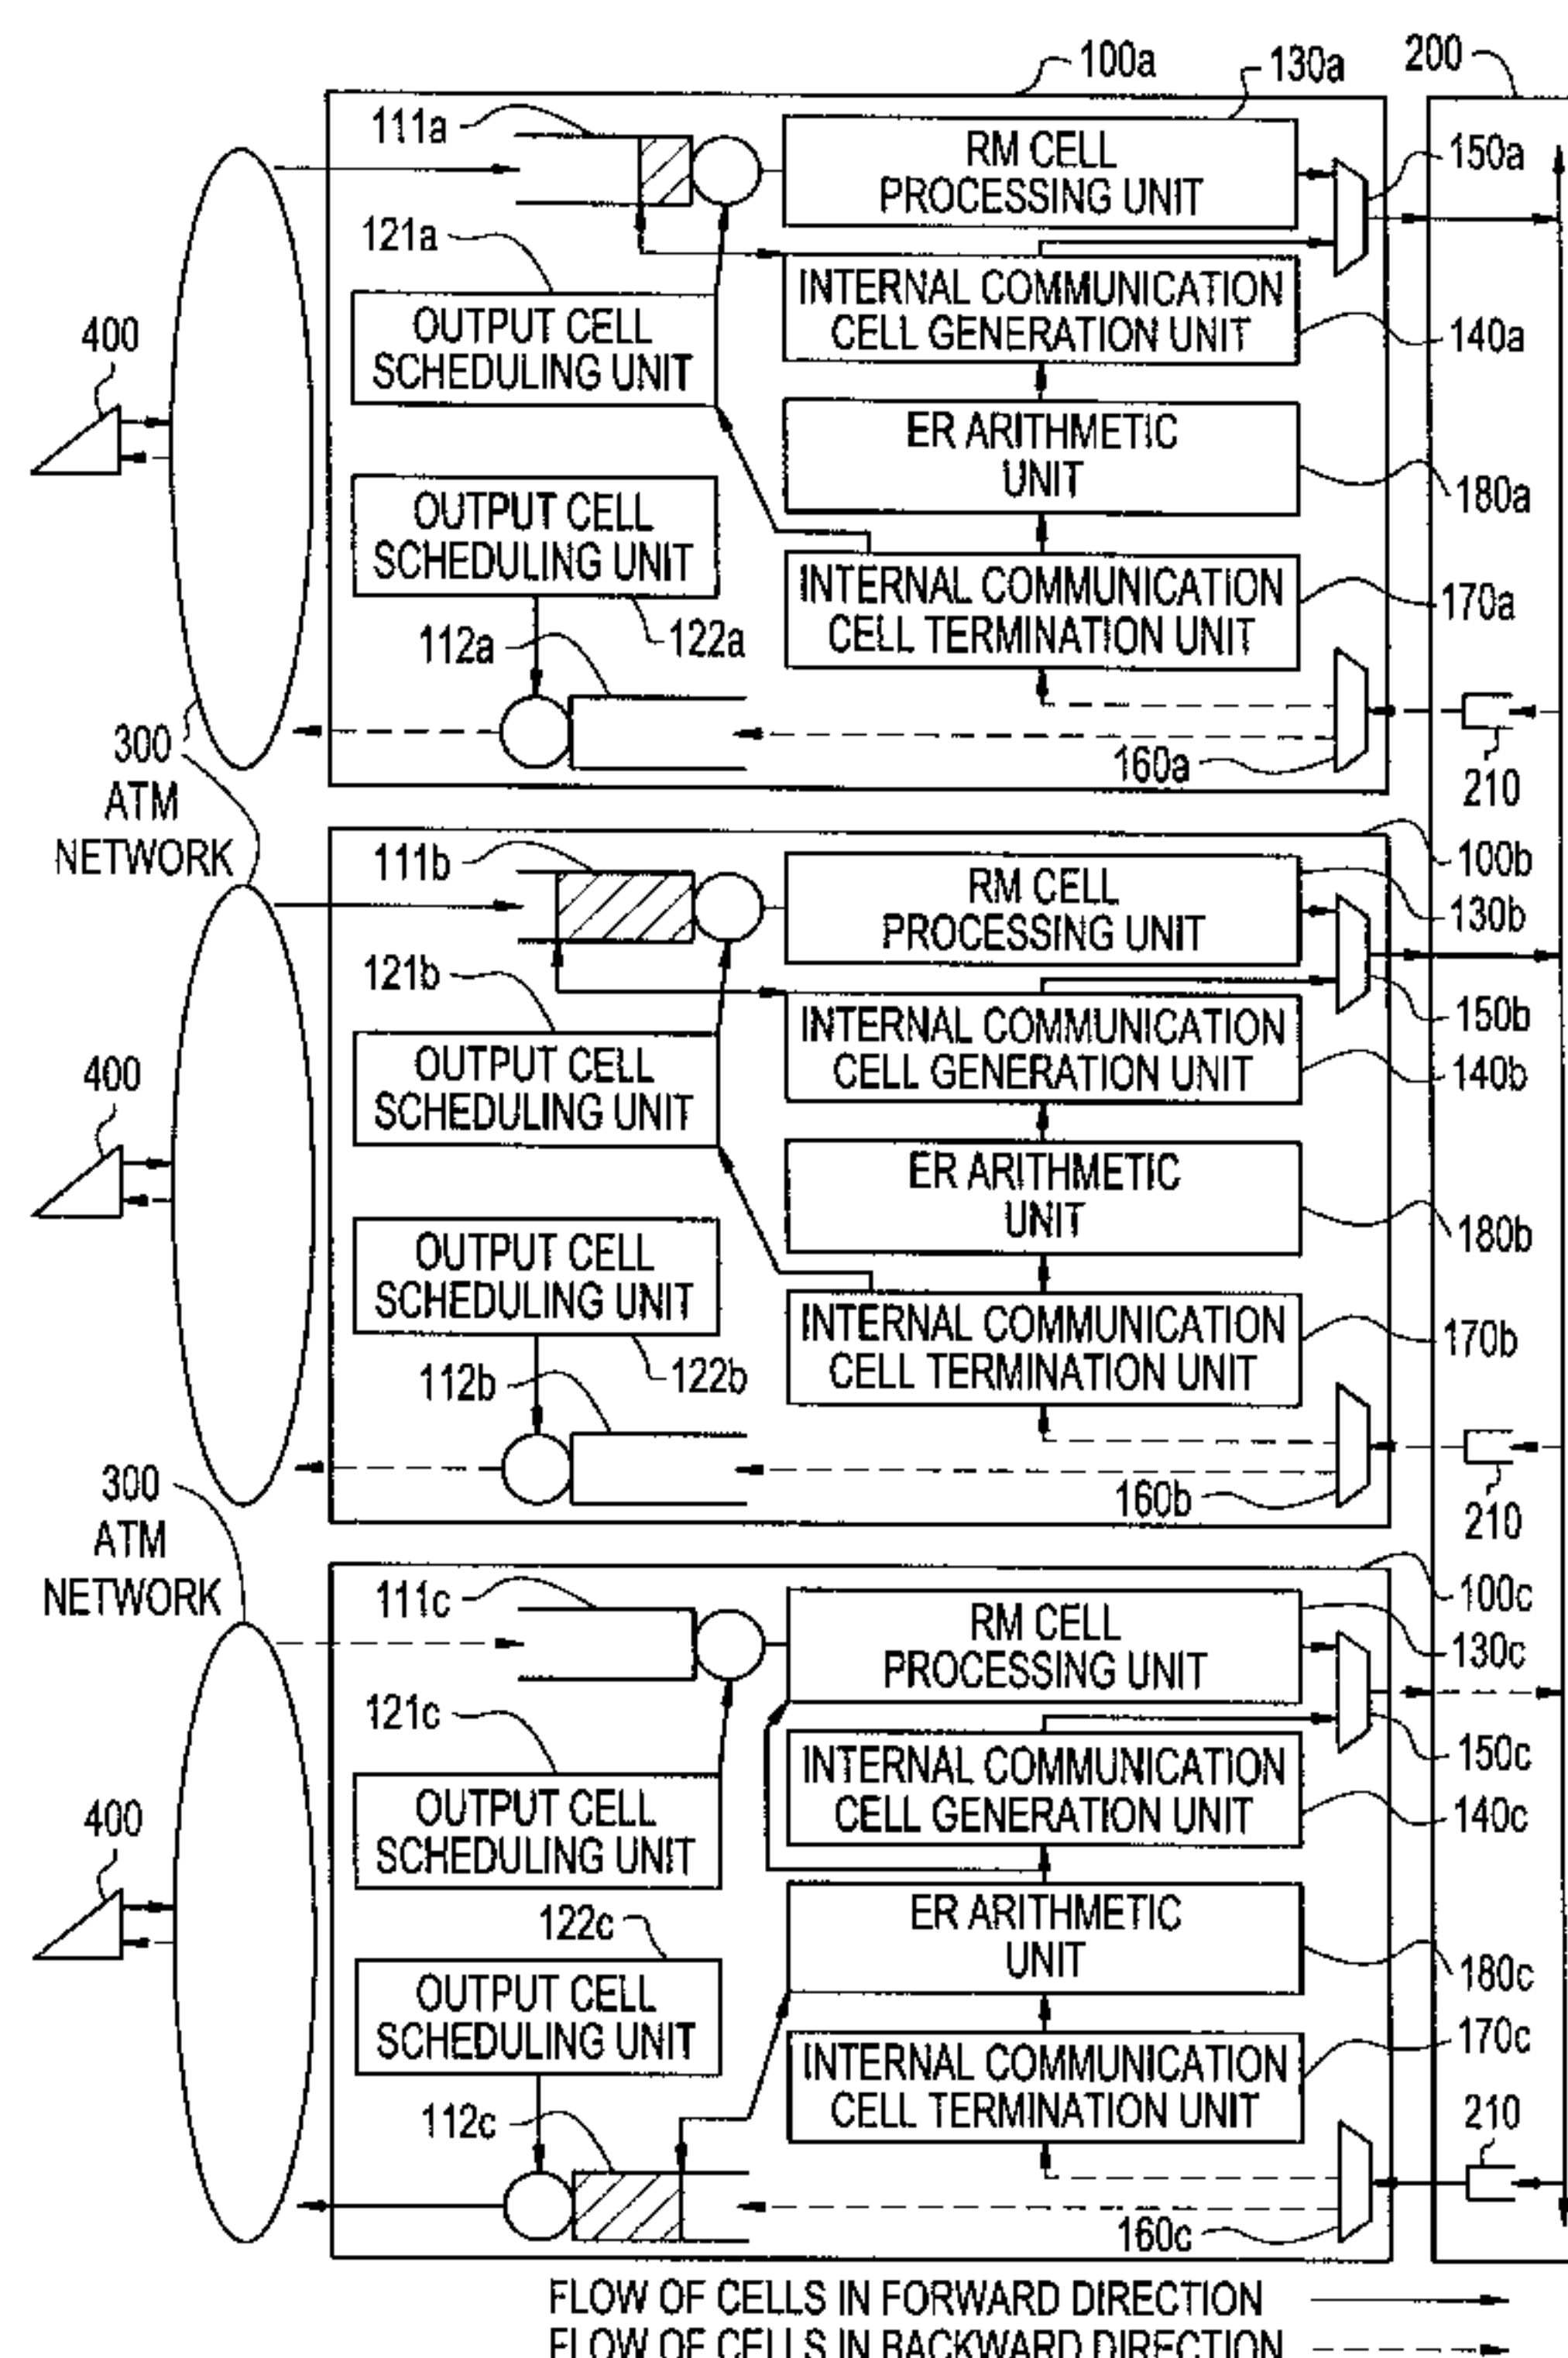 100a
130a
200
111a
RM CELL
PROCESSING UNIT
150a
121a
INTERNAL COMMUNICATION
CELL GENERATION UNIT
140a
OUTPUT CELL
SCHEDULING UNIT
400
ER ARITHMETIC
UNIT
180a
OUTPUT CELL
SCHEDULING UNIT
INTERNAL COMMUNICATION
CELL TERMINATION UNIT
170a
112a
122a
160a
210
300
ATM
NETWORK
100b
111b
RM CELL
PROCESSING UNIT
130b
121b
INTERNAL COMMUNICATION
CELL GENERATION UNIT
150b
140b
OUTPUT CELL
SCHEDULING UNIT
400
ER ARITHMETIC
UNIT
180b
OUTPUT CELL
SCHEDULING UNIT
INTERNAL COMMUNICATION
CELL TERMINATION UNIT
170b
112b
122b
160b
210
300
ATM
NETWORK
100c
111c
RM CELL
PROCESSING UNIT
130c
121c
INTERNAL COMMUNICATION
CELL GENERATION UNIT
150c
140c
OUTPUT CELL
SCHEDULING UNIT
400
ER ARITHMETIC
UNIT
180c
122c
OUTPUT CELL
SCHEDULING UNIT
INTERNAL COMMUNICATION
CELL TERMINATION UNIT
170c
112c
210
160c
FLOW OF CELLS IN FORWARD DIRECTION
FLOW OF CELLS IN BACKWARD DIRECTION